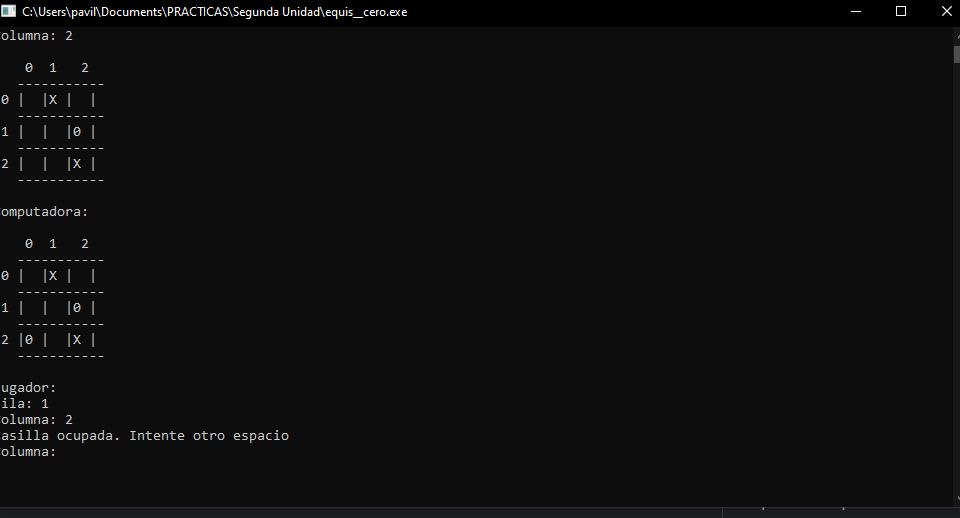 C:\Users\pavil\Documents\PRACTICAS\Segunda Unidad\equis__cero.exe
olumna: 2
0 1 2
-----------
0 | |X | |
-----------
1 | | |0 |
-----------
2 | | |X |
-----------
omputadora:
0 1 2
-----------
0 | |X | |
-----------
1 | | |0 |
-----------
2 |0 | |X |
-----------
ugador:
ila: 1
olumna: 2
asilla ocupada. Intente otro espacio
olumna: